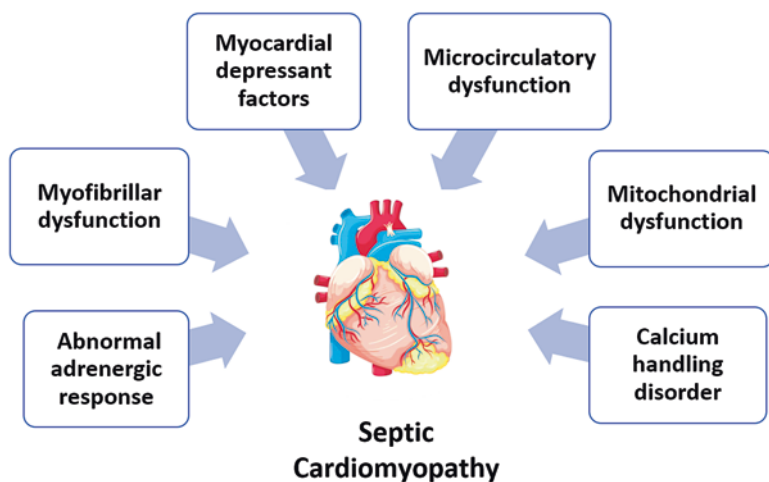 Myocardial
depressant
factors
Microcirculatory
dysfunction
Myofibrillar
dysfunction
Mitochondrial
dysfunction
Abnormal
adrenergic
response
Calcium
handling
disorder
Septic
Cardiomyopathy